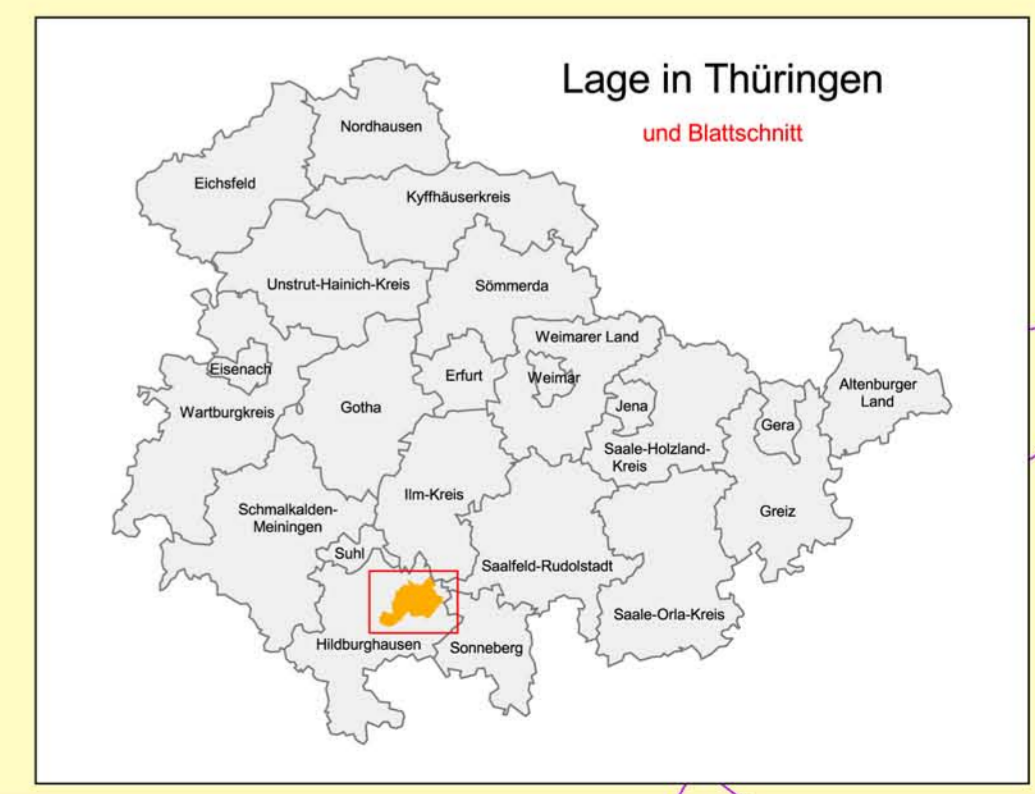 Lage in Thüringen
und Blattschnitt
Nordhausen
Eichsfeld
Kyffhäuserkreis
Unstrut-Hainich-Kreis
Sömmerda
Weimarer Land
Eisenach
Erfurt
Weimar
Altenburger
Land
Wartburgkreis
Gotha
Jena
Gera
Saale-Holzland-
Kreis
Ilm-Kreis
Schmalkalden-
Meiningen
Greiz
Suhl
Saalfeld-Rudolstadt
Saale-Orla-Kreis
Hildburghausen
Sonneberg